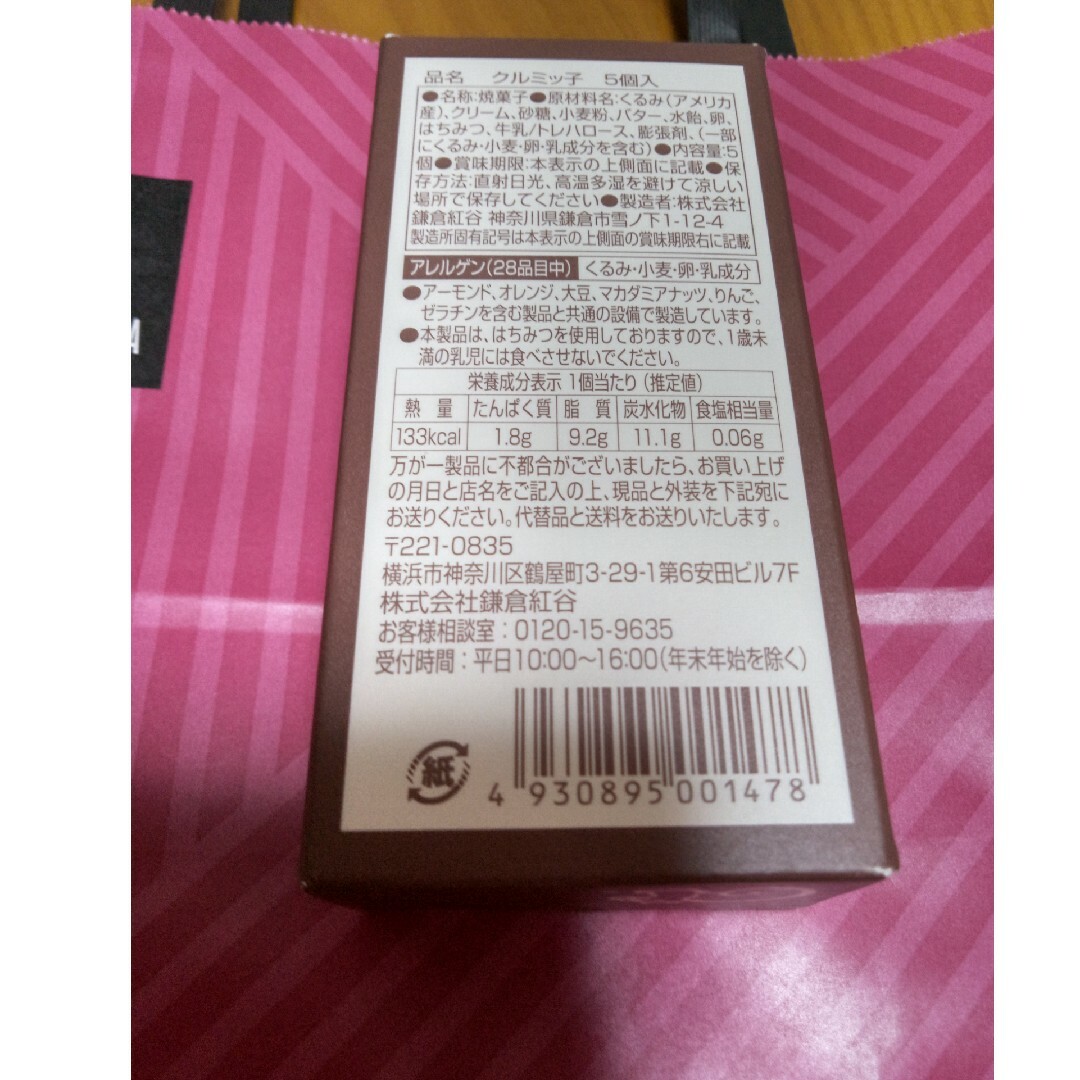 品名 クルミッ子 5個入
●名称:焼菓子●原材料名:くるみ(アメリカ
産)、クリーム、砂糖、小麦粉、バター、水飴、卵、
はちみつ、牛乳/トレハロース、膨張剤、(一部
にくるみ・小麦・卵・乳成分を含む)●内容量:5
個●賞味期限:本表示の上側面に記載●保
存方法:直射日光、高温多湿を避けて涼しい
場所で保存してください●製造者:株式会社
鎌倉紅谷 神奈川県鎌倉市雪ノ下1-12-4
製造所固有記号は本表示の上側面の賞味期限右に記載
アレルゲン(28品目中) くるみ・小麦・卵・乳成分
●アーモンド、オレンジ、大豆、マカダミアナッツ、りんご、
ゼラチンを含む製品と共通の設備で製造しています。
●本製品は、はちみつを使用しておりますので、1歳未
満の乳児には食べさせないでください。
栄養成分表示 1個当たり(推定値)
熱量 たんぱく質 脂質 炭水化物 食塩相当量
133kcal 1.8g 9.2g 11.1g 0.06g
万が一製品に不都合がございましたら、お買い上げ
の月日と店名をご記入の上、現品と外装を下記宛に
お送りください。代替品と送料をお送りいたします。
〒221-0835
横浜市神奈川区鶴屋町3-29-1第6安田ビル7F
株式会社鎌倉紅谷
お客様相談室:0120-15-9635
受付時間:平日10:00〜16:00(年末年始を除く)
紙
4 930895 001478
A